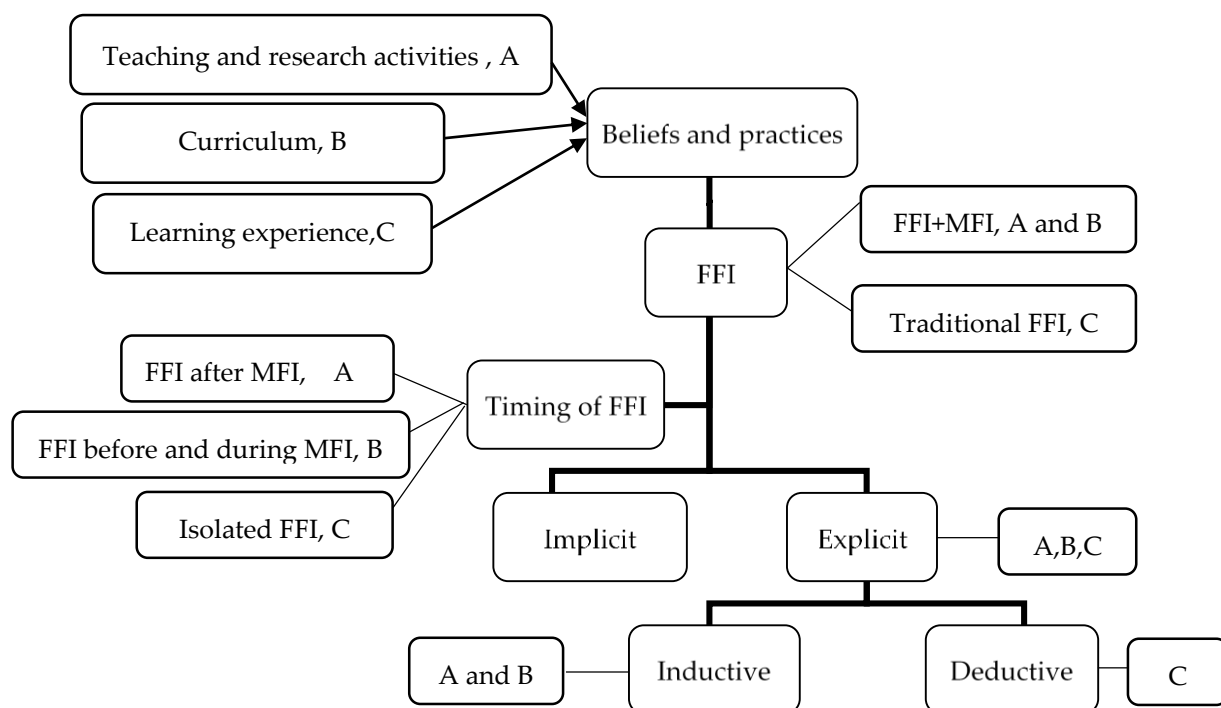 Teaching and research activities , A
Curriculum, B
Learning experience,C
Beliefs and practices
FFI
FFI+MFI, A and B
Traditional FFI, C
FFI after MFI, A
FFI before and during MFI, B
Isolated FFI, C
Timing of FFI
Implicit
Explicit
A,B,C
A and B
Inductive
Deductive
C